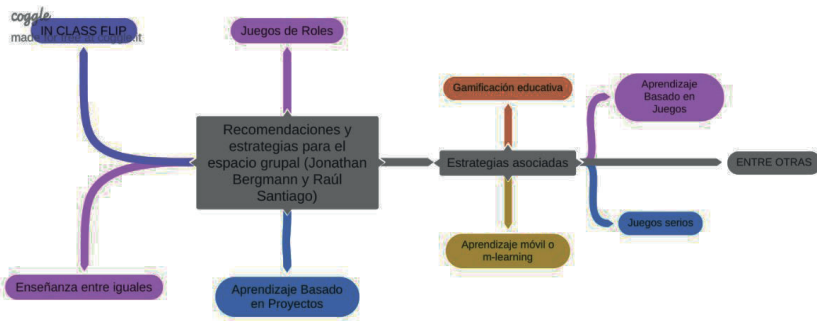 coggle
made for free at coggle.it
IN CLASS FLIP
Juegos de Roles
Recomendaciones y
estrategias para el
espacio grupal (Jonathan
Bergmann y Raúl
Santiago)
Enseñanza entre iguales
Aprendizaje Basado
en Proyectos
Gamificación educativa
Estrategias asociadas
Aprendizaje móvil o
m-learning
Aprendizaje
Basado en
Juegos
ENTRE OTRAS
Juegos serios